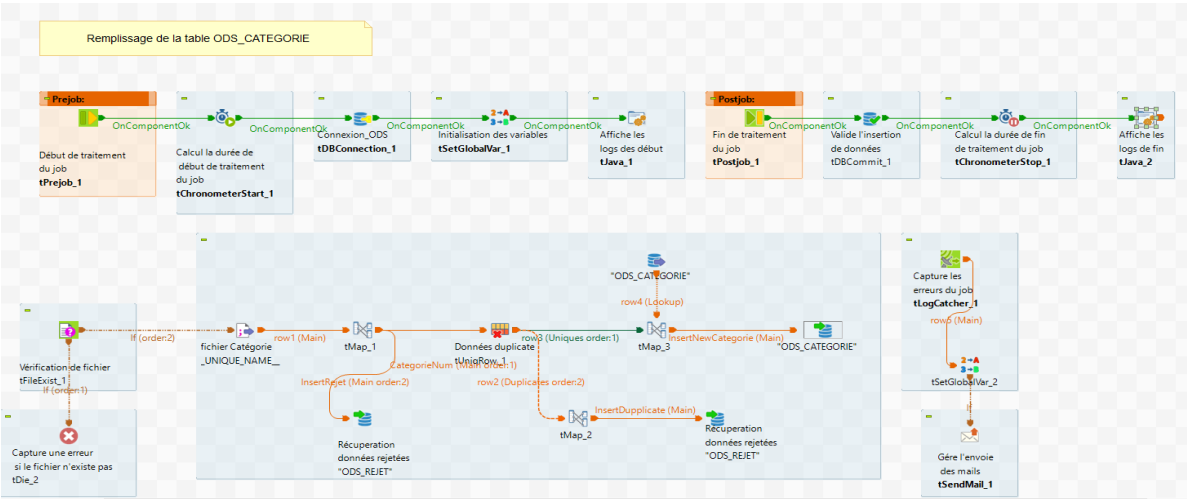 Remplissage de la table ODS_CATEGORIE
Prejob:
Début de traitement
du job
tPrejob_1
OnComponentOk
Calcul la durée de
début de traitement
du job
tChronometerStart_1
OnComponentOk
Connexion_ODS
tDBConnection_1
OnComponentOk
Initialisation des variables
tSetGlobalVar_1
OnComponentOk
Affiche les
logs des début
tJava_1
Postjob:
Fin de traitement
du job
tPostjob_1
OnComponentOk
Valide l'insertion
de données
tDBCommit_1
OnComponentOk
Calcul la durée de fin
de traitement du job
tChronometerStop_1
OnComponentOk
Affiche les
logs de fin
tJava_2
Vérification de fichier
tFileExist_1
If (order:2)
If (order:1)
Capture une erreur
si le fichier n'existe pas
tDie_2
fichier Catégorie
_UNIQUE_NAME__
row1 (Main)
tMap_1
CategorieNum (Main order:1)
InsertRejet (Main order:2)
Récuperation
données rejetées
"ODS_REJET"
Données duplicate
tUniqRow_1
row3 (Uniques order:1)
row2 (Duplicates order:2)
"ODS_CATEGORIE"
row4 (Lookup)
tMap_3
InsertNewCategorie (Main)
"ODS_CATEGORIE"
tMap_2
InsertDupplicate (Main)
Récuperation
données rejetées
"ODS_REJET"
Capture les
erreurs du job
tLogCatcher_1
(Main)
tSetGlobalVar_2
If
Gére l'envoie
des mails
tSendMail_1